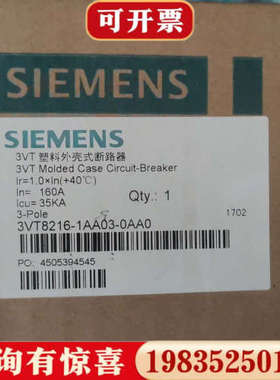 可开票
SIEMENS
SIEMENS
3VT 塑料外壳式断路器
3VT Molded Case Circuit-Breaker
Ir=1.0×In(+40℃)
In= 160A
Icu= 35KA
Qty.: 1
3-Pole
1702
3VT8216-1AA03-0AA0
PO: 4505394545
询有惊喜
198352501